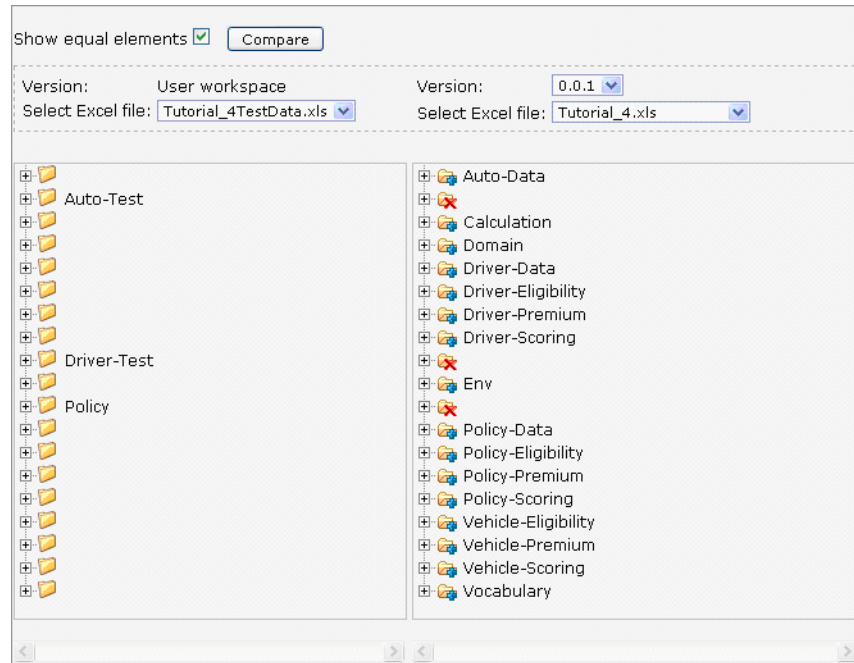 Show equal elements Compare
Version: User workspace Version: 0.0.1
Select Excel file: Tutorial_4TestData.xls Select Excel file: Tutorial_4.xls
Auto-Data
Auto-Test
Calculation
Domain
Driver-Data
Driver-Eligibility
Driver-Premium
Driver-Scoring
Driver-Test
Env
Policy
Policy-Data
Policy-Eligibility
Policy-Premium
Policy-Scoring
Vehicle-Eligibility
Vehicle-Premium
Vehicle-Scoring
Vocabulary